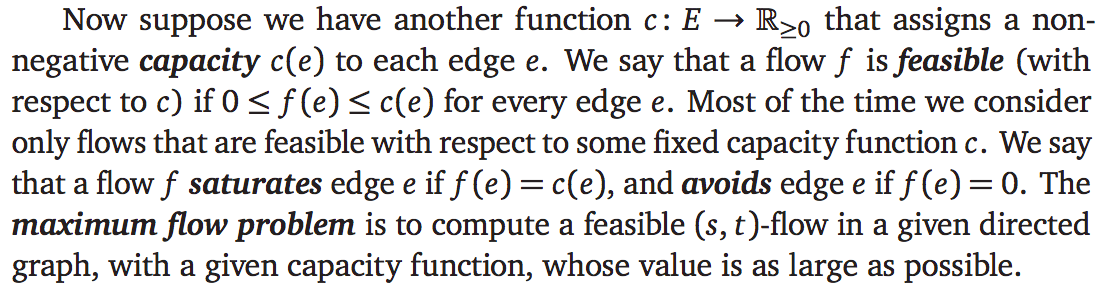 Now suppose we have another function c: E → ℝ≥0 that assigns a non-
negative capacity c(e) to each edge e. We say that a flow f is feasible (with
respect to c) if 0 ≤ f(e) ≤ c(e) for every edge e. Most of the time we consider
only flows that are feasible with respect to some fixed capacity function c. We say
that a flow f saturates edge e if f(e) = c(e), and avoids edge e if f(e) = 0. The
maximum flow problem is to compute a feasible (s, t)-flow in a given directed
graph, with a given capacity function, whose value is as large as possible.